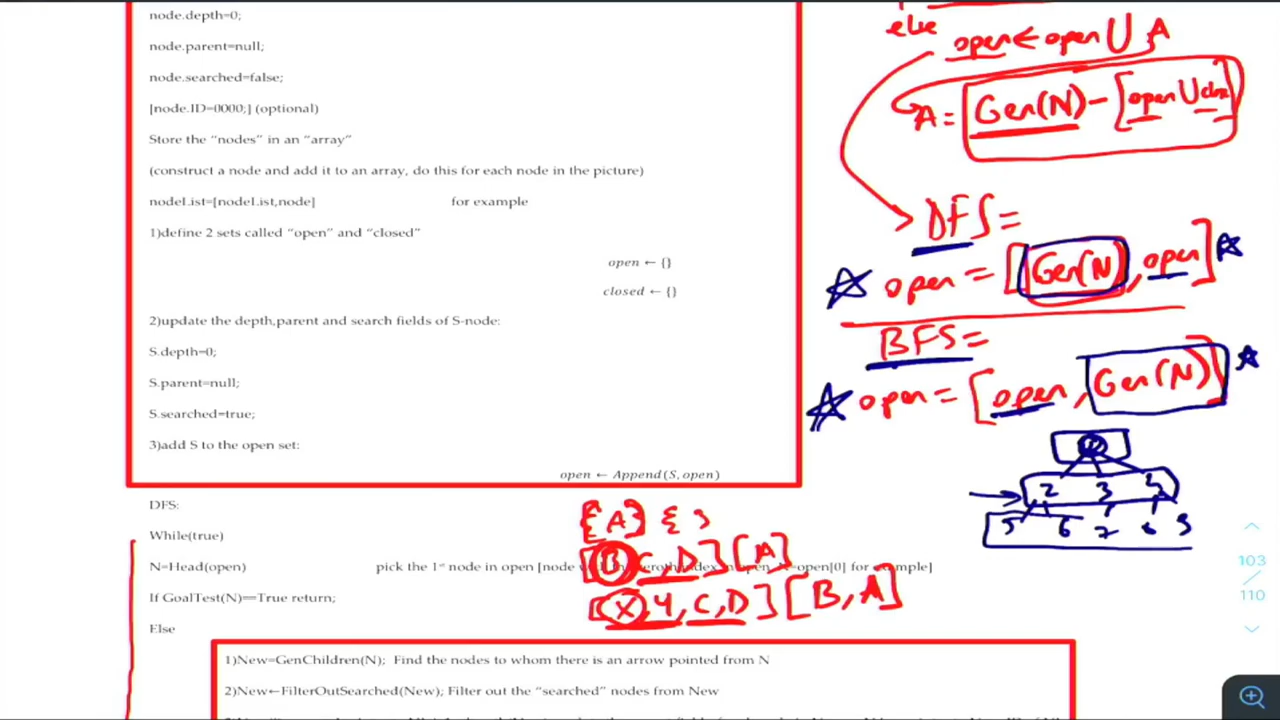 node.depth=0;
node.parent=null;
node.searched=false;
[node.ID=0000;] (optional)
Store the “nodes” in an “array”
(construct a node and add it to an array, do this for each node in the picture)
nodeList=[nodeList,node] for example
1)define 2 sets called “open” and “closed”
open ← {}
closed ← {}
2)update the depth,parent and search fields of S-node:
S.depth=0;
S.parent=null;
S.searched=true;
3)add S to the open set:
open ← Append(S, open)
DFS:
While(true)
N=Head(open) pick the 1st node in open [node open N=open[0] for example]
If GoalTest(N)==True return;
Else
1)New=GenChildren(N); Find the nodes to whom there is an arrow pointed from N
2)New←FilterOutSearched(New); Filter out the “searched” nodes from New
else open ← open U A
A = Gen(N) - [open U
DFS =
open = [Gen(N), open]
BFS =
open = [open, Gen(N)]
2 3
5 6 7
[A] { }
[B C, D] [A]
[X 4, C, D] [B, A]
103
110